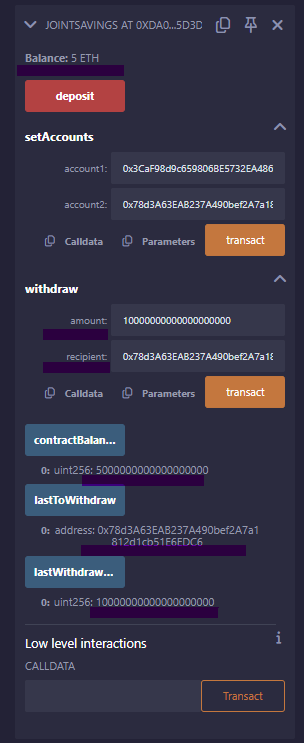 JOINTSAVINGS AT 0XDA0...5D3D
Balance: 5 ETH
deposit
setAccounts
account1: 0x3CaF98d9c659806BE5732EA486
account2: 0x78d3A63EAB237A490bef2A7a18
Calldata Parameters transact
withdraw
amount: 10000000000000000000
recipient: 0x78d3A63EAB237A490bef2A7a18
Calldata Parameters transact
contractBalan...
0: uint256: 5000000000000000000
lastToWithdraw
0: address: 0x78d3A63EAB237A490bef2A7a1
812d1cb51E6EDC6
lastWithdraw...
0: uint256: 10000000000000000000
Low level interactions
CALLDATA
Transact